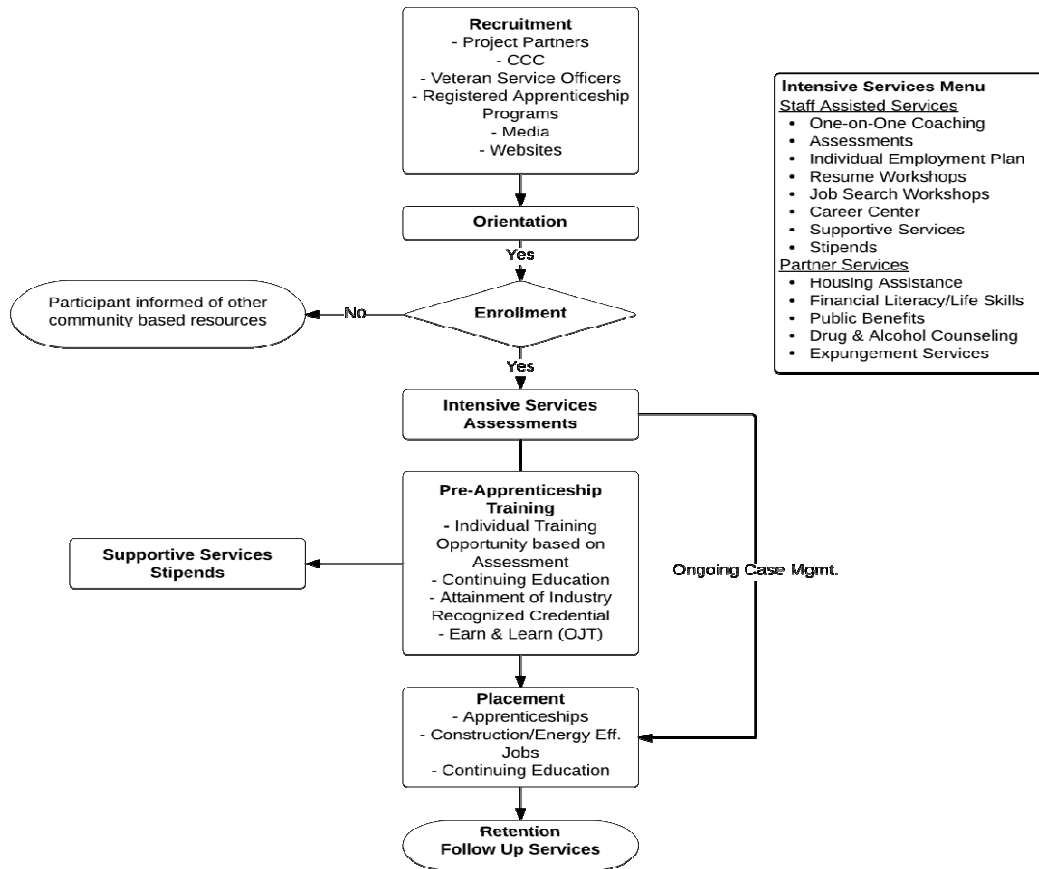 Recruitment
- Project Partners
- CCC
- Veteran Service Officers
- Registered Apprenticeship
Programs
- Media
- Websites
Orientation
Yes
Enrollment
No
Participant informed of other
community based resources
Yes
Intensive Services
Assessments
Pre-Apprenticeship
Training
- Individual Training
Opportunity based on
Assessment
- Continuing Education
- Attainment of Industry
Recognized Credential
- Earn & Learn (OJT)
Supportive Services
Stipends
Ongoing Case Mgmt.
Placement
- Apprenticeships
- Construction/Energy Eff.
Jobs
- Continuing Education
Retention
Follow Up Services
Intensive Services Menu
Staff Assisted Services
• One-on-One Coaching
• Assessments
• Individual Employment Plan
• Resume Workshops
• Job Search Workshops
• Career Center
• Supportive Services
• Stipends
Partner Services
• Housing Assistance
• Financial Literacy/Life Skills
• Public Benefits
• Drug & Alcohol Counseling
• Expungement Services